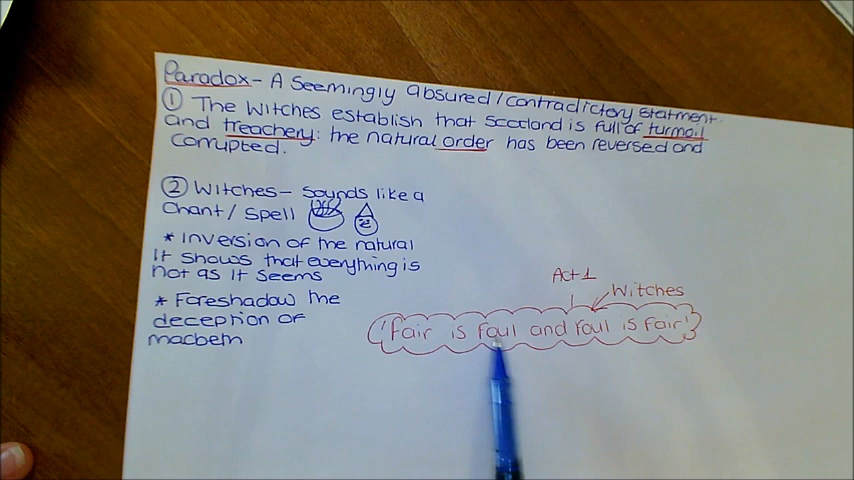 Paradox - A Seemingly absured/contradictory statment.
① The Witches establish that Scotland is full of turmoil
and treachery: the natural order has been reversed and
corrupted.
② Witches - sounds like a
chant / spell
* Inversion of the natural
It shows that everything is
not as it seems
* Foreshadow the
deception of
macbeth
Act 1
Witches
'Fair is foul and foul is fair'